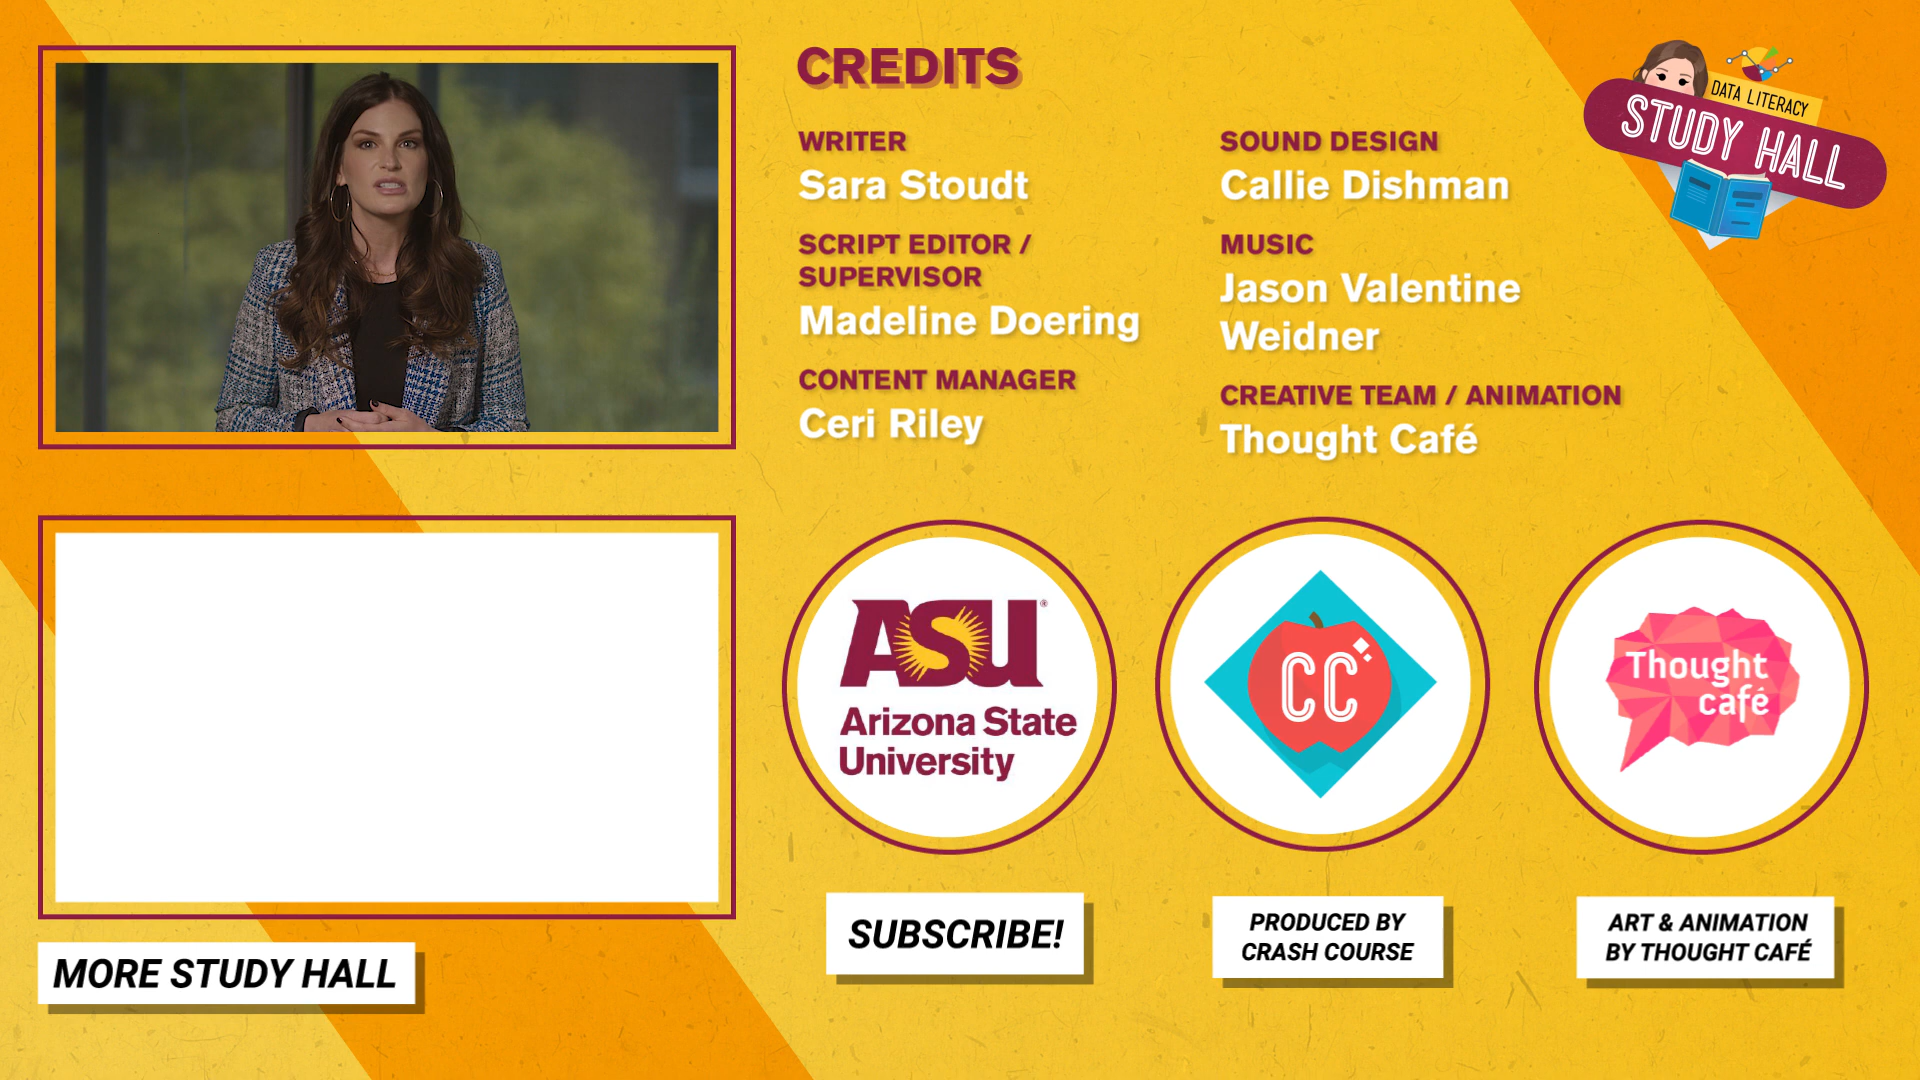 CREDITS
WRITER
Sara Stoudt
SCRIPT EDITOR /
SUPERVISOR
Madeline Doering
CONTENT MANAGER
Ceri Riley
SOUND DESIGN
Callie Dishman
MUSIC
Jason Valentine
Weidner
CREATIVE TEAM / ANIMATION
Thought Café
DATA LITERACY
STUDY HALL
ASU®
Arizona State
University
CC
Thought
café
SUBSCRIBE!
PRODUCED BY
CRASH COURSE
ART & ANIMATION
BY THOUGHT CAFÉ
MORE STUDY HALL